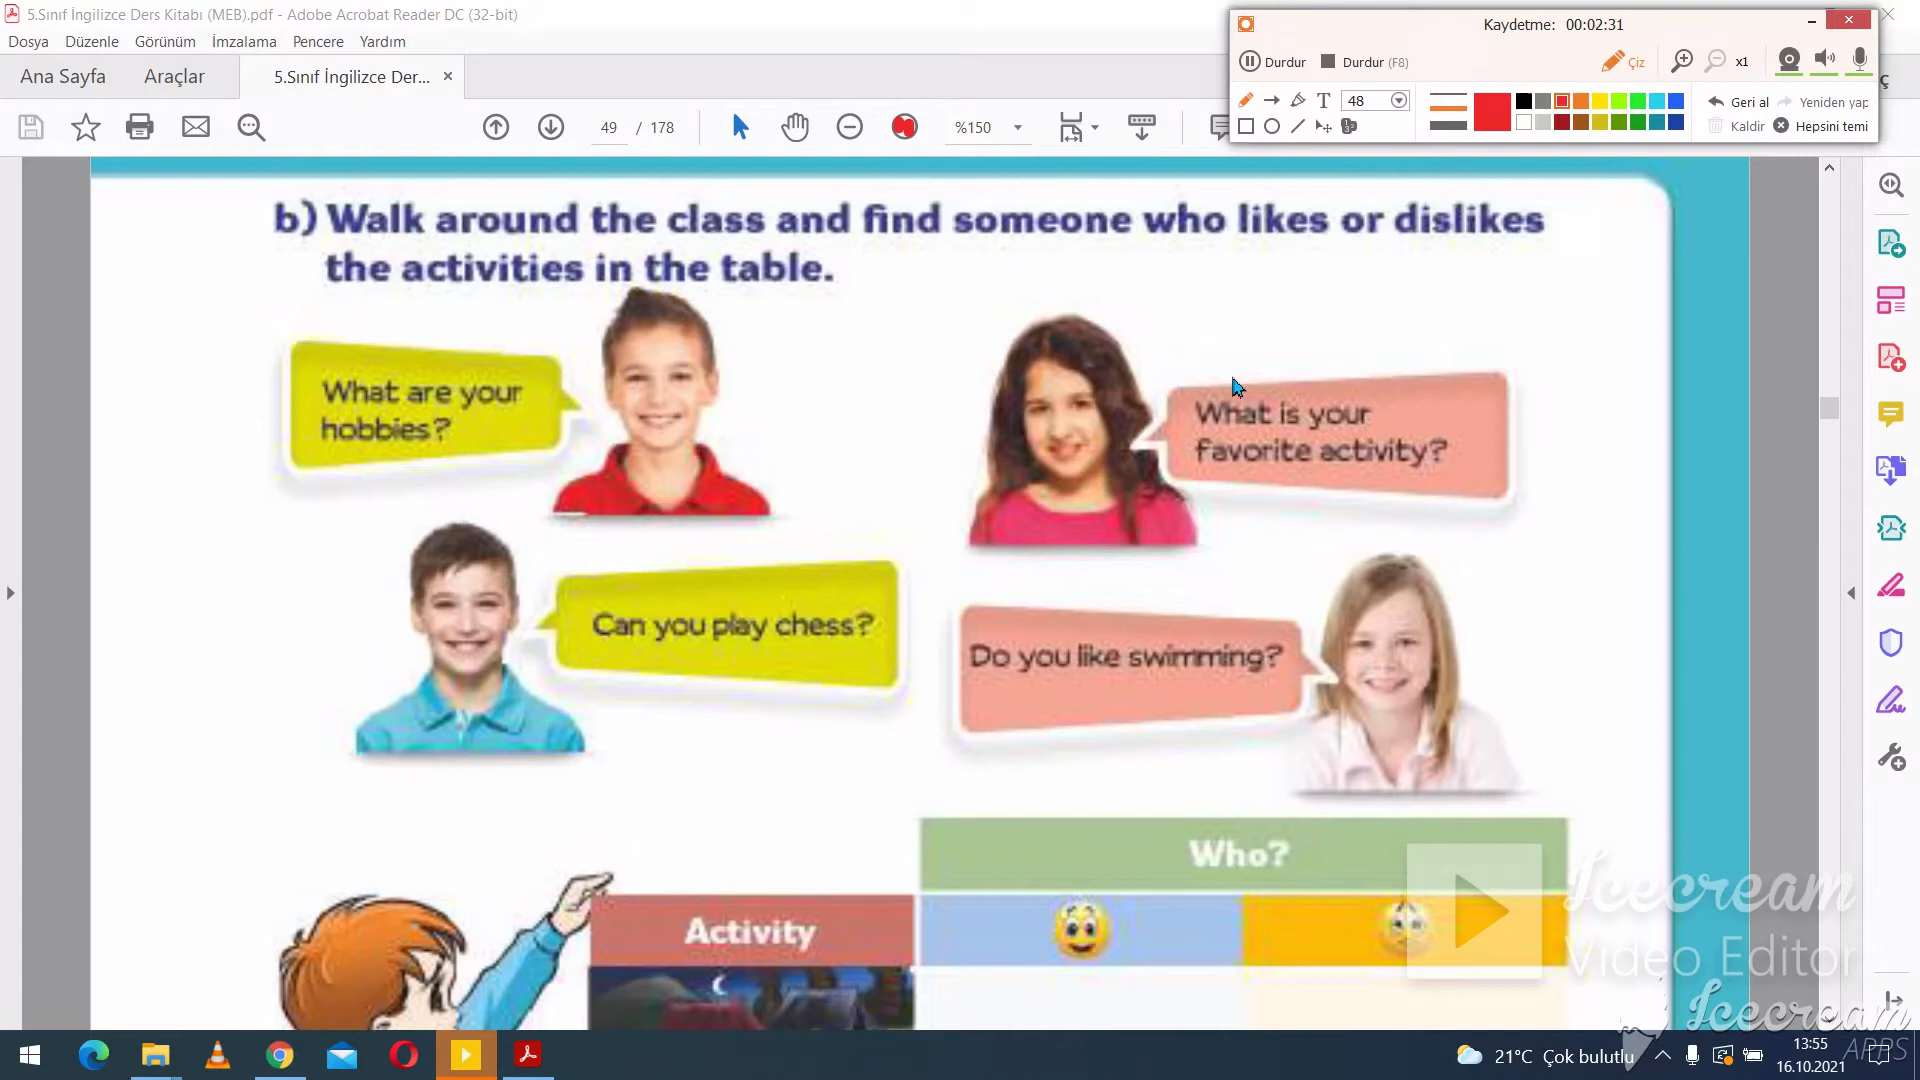 5.Sınıf İngilizce Ders Kitabı (MEB).pdf - Adobe Acrobat Reader DC (32-bit)
Dosya Düzenle Görünüm İmzalama Pencere Yardım
Ana Sayfa Araçlar 5.Sınıf İngilizce Der... ×
49 / 178 %150
Kaydetme: 00:02:31
Durdur Durdur (F8) Çiz x1
T 48 Geri al Yeniden yap
Kaldır Hepsini temi
b) Walk around the class and find someone who likes or dislikes
the activities in the table.
What are your
hobbies?
What is your
favorite activity?
Can you play chess?
Do you like swimming?
Who?
Activity
Icecream
Video Editor
Icecream
APPS
21°C Çok bulutlu
13:55
16.10.2021